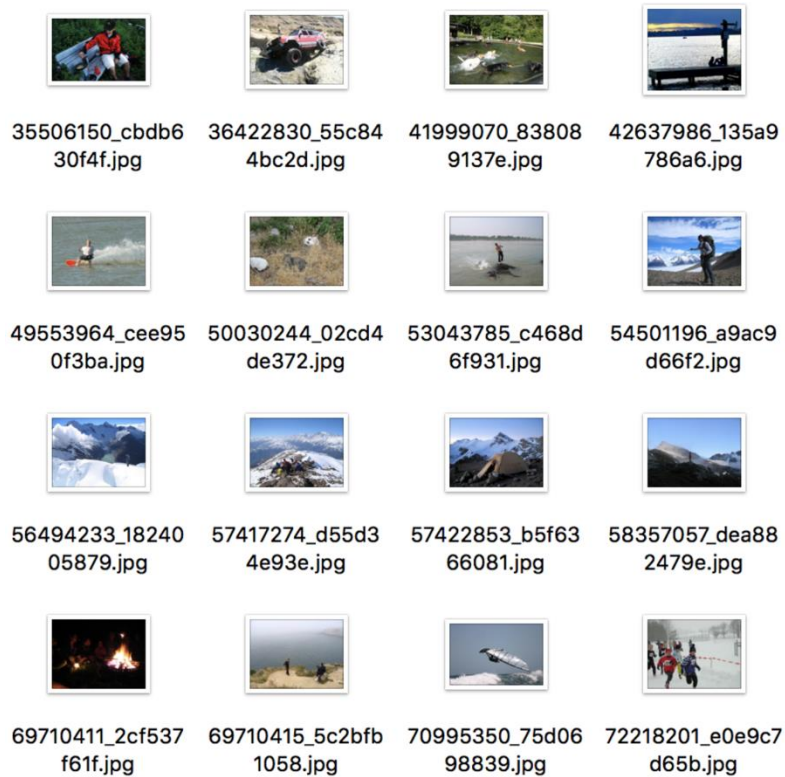 35506150_cbdb6 36422830_55c84 41999070_83808 42637986_135a9
30f4f.jpg 4bc2d.jpg 9137e.jpg 786a6.jpg
49553964_cee95 50030244_02cd4 53043785_c468d 54501196_a9ac9
0f3ba.jpg de372.jpg 6f931.jpg d66f2.jpg
56494233_18240 57417274_d55d3 57422853_b5f63 58357057_dea88
05879.jpg 4e93e.jpg 66081.jpg 2479e.jpg
69710411_2cf537 69710415_5c2bfb 70995350_75d06 72218201_e0e9c7
f61f.jpg 1058.jpg 98839.jpg d65b.jpg